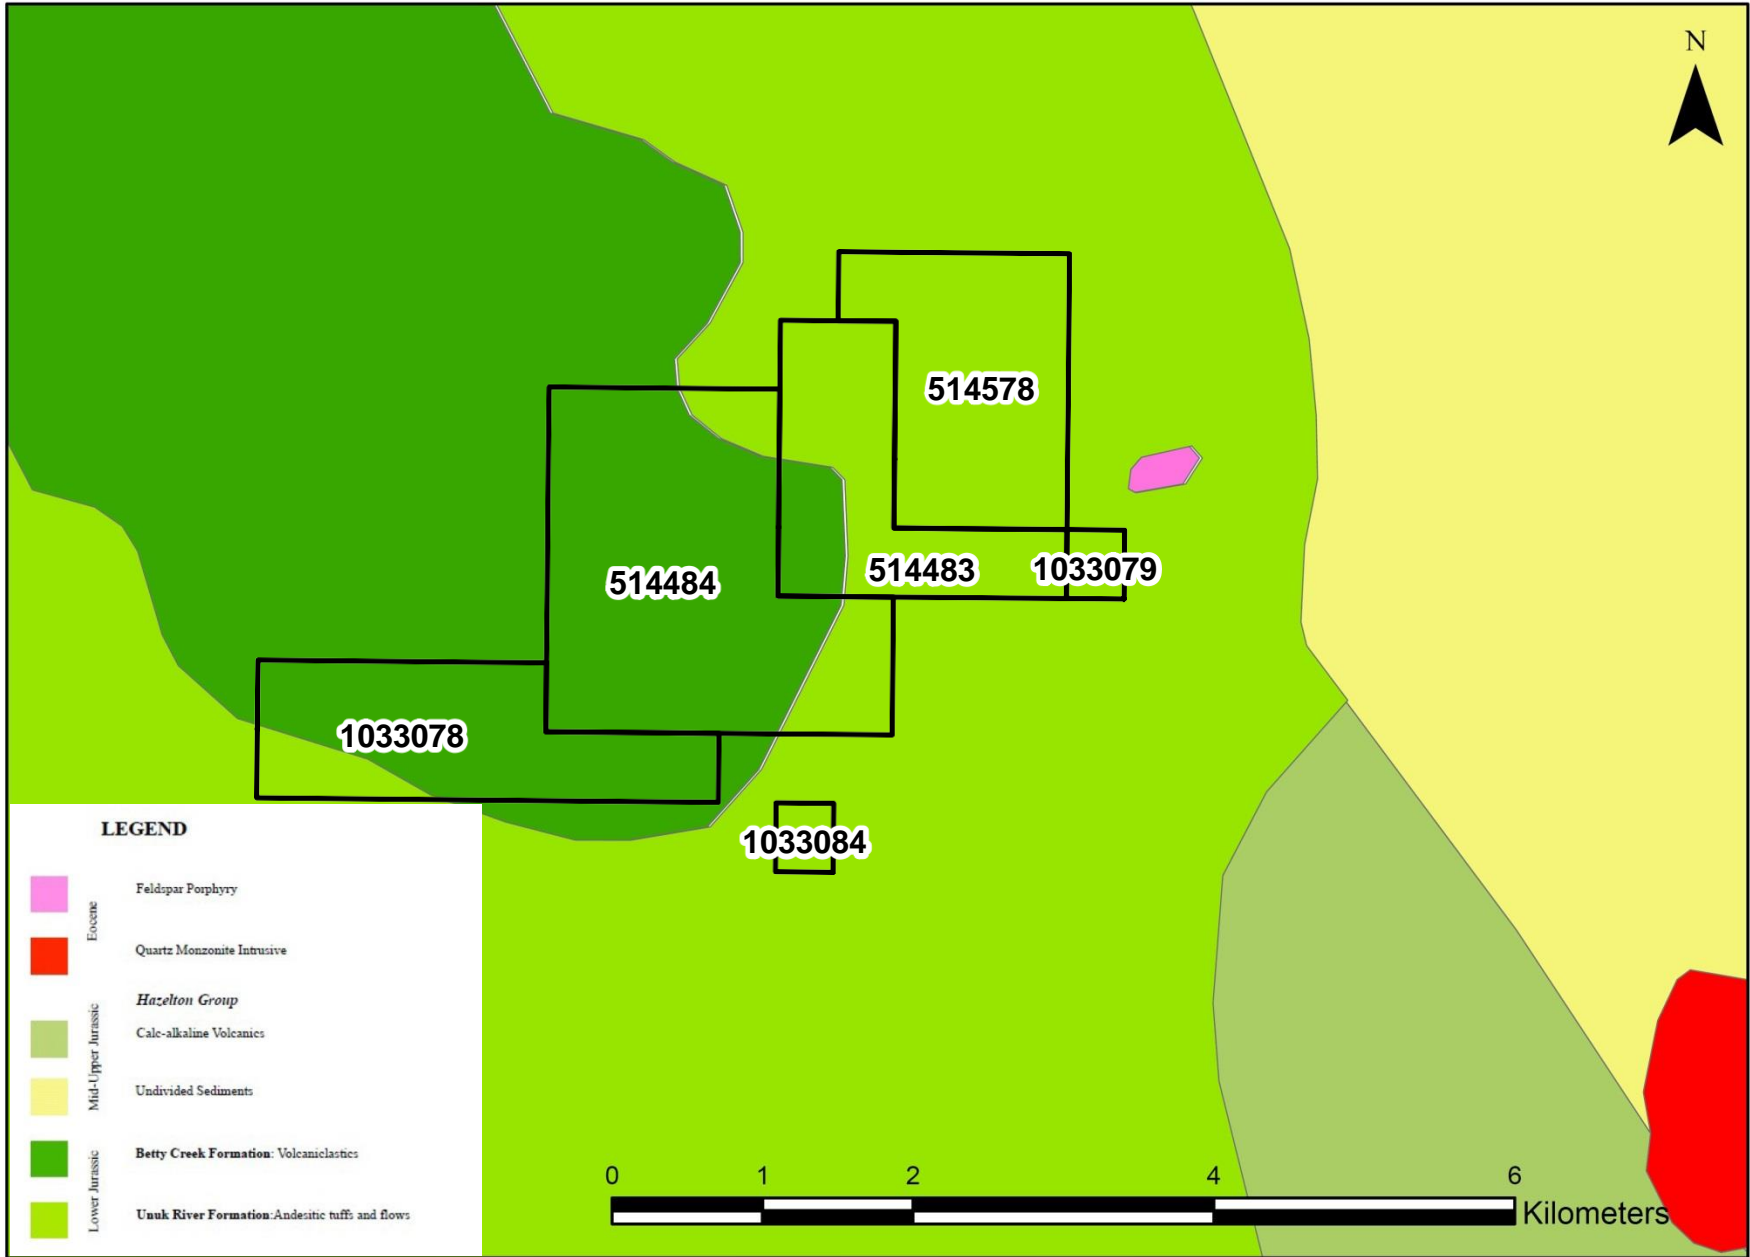 N
514578
514484
514483
1033079
1033078
1033084
LEGEND
Eocene
Feldspar Porphyry
Quartz Monzonite Intrusive
Mid-Upper Jurassic
Hazelton Group
Calc-alkaline Volcanics
Undivided Sediments
Lower Jurassic
Betty Creek Formation: Volcaniclastics
Unuk River Formation:Andesitic tuffs and flows
0 1 2 4 6
Kilometers